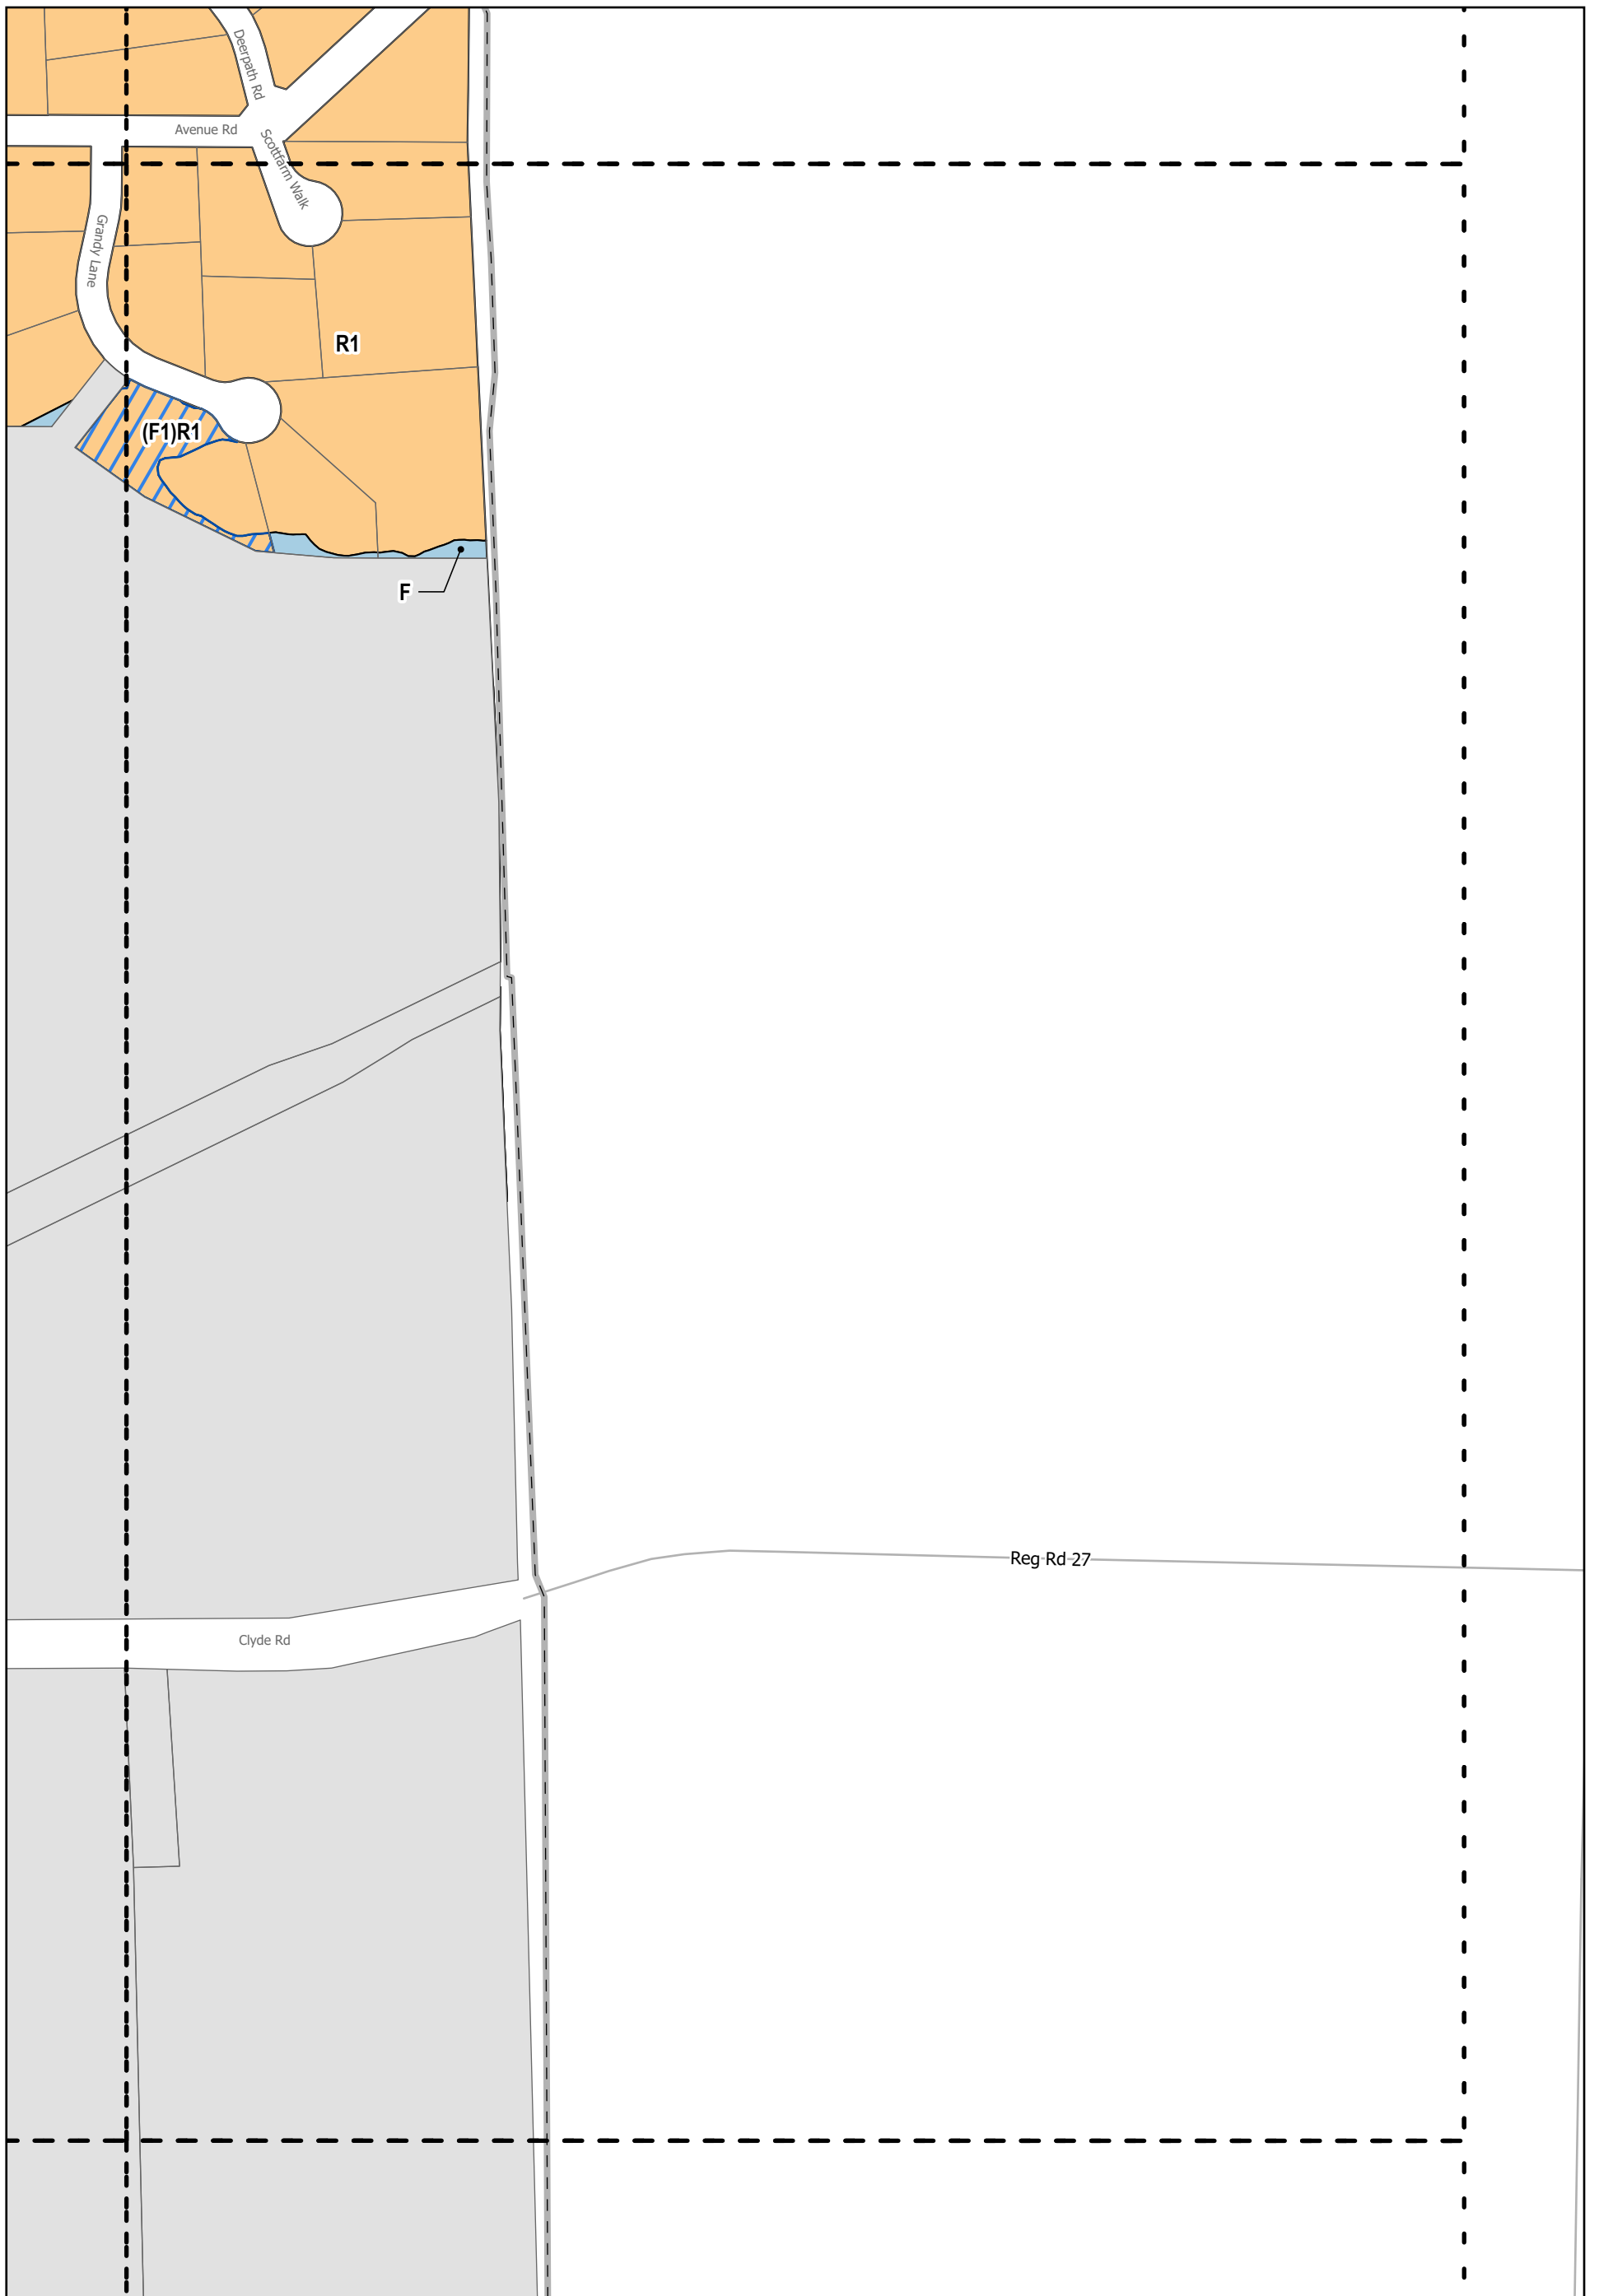 Deerpath Rd
Avenue Rd
Scottfarm Walk
Grandy Lane
R1
(F1)R1
F
Reg Rd 27
Clyde Rd